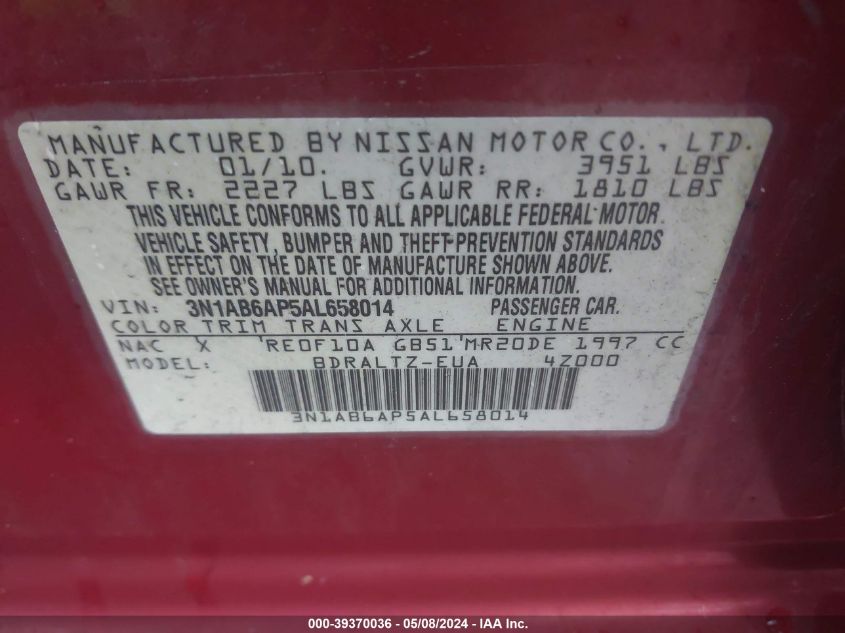 MANUFACTURED BY NISSAN MOTOR CO., LTD.
DATE: 01/10. GVWR: 3951 LBS
GAWR FR: 2227 LBS GAWR RR: 1810 LBS
THIS VEHICLE CONFORMS TO ALL APPLICABLE FEDERAL MOTOR
VEHICLE SAFETY, BUMPER AND THEFT PREVENTION STANDARDS
IN EFFECT ON THE DATE OF MANUFACTURE SHOWN ABOVE.
SEE OWNER'S MANUAL FOR ADDITIONAL INFORMATION.
VIN: 3N1AB6AP5AL658014 PASSENGER CAR.
COLOR TRIM TRANS AXLE ENGINE
NAC X 'RE0F10A GB51'MR20DE 1997 CC
MODEL: BDRALTZ-EUA 4Z000
3N1AB6AP5AL658014
000-39370036 - 05/08/2024 - IAA Inc.